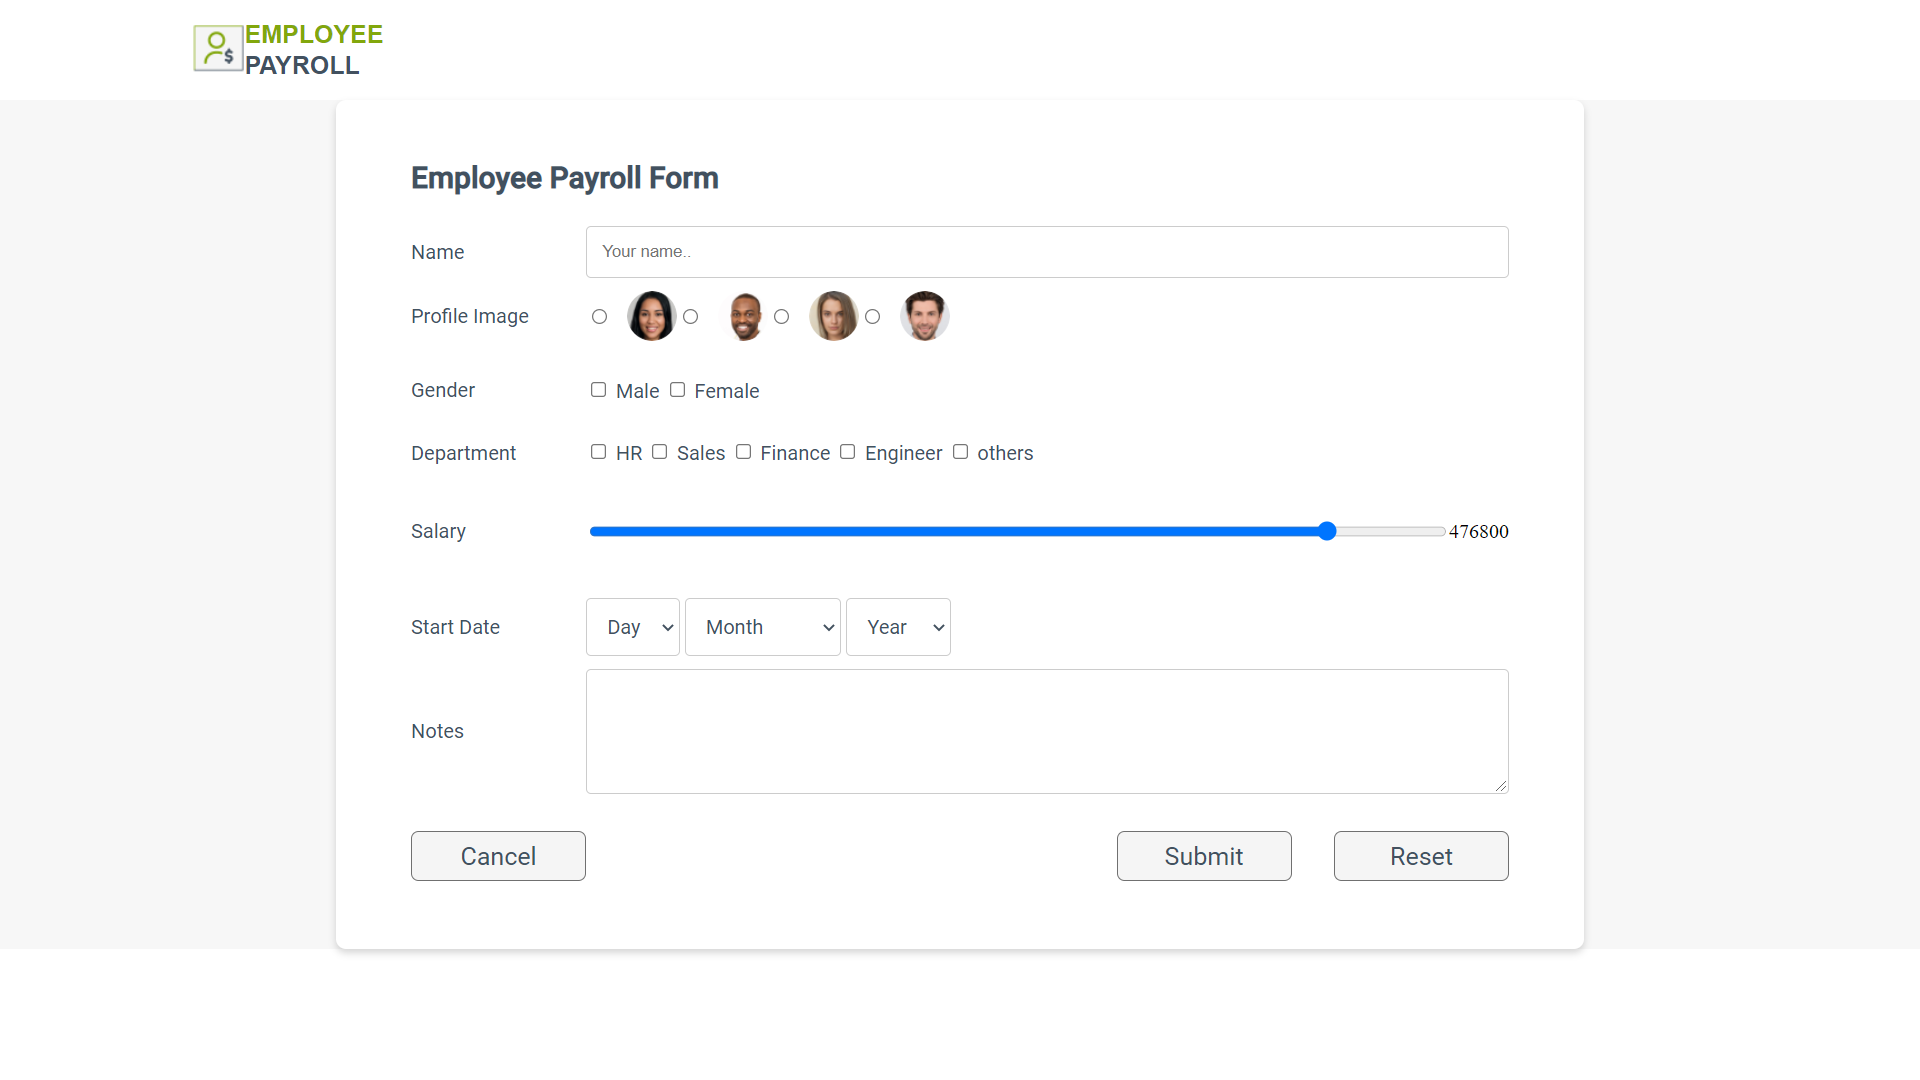 EMPLOYEE
PAYROLL
Employee Payroll Form
Name Your name..
Profile Image
Gender Male Female
Department HR Sales Finance Engineer others
Salary 476800
Start Date Day Month Year
Notes
Cancel Submit Reset